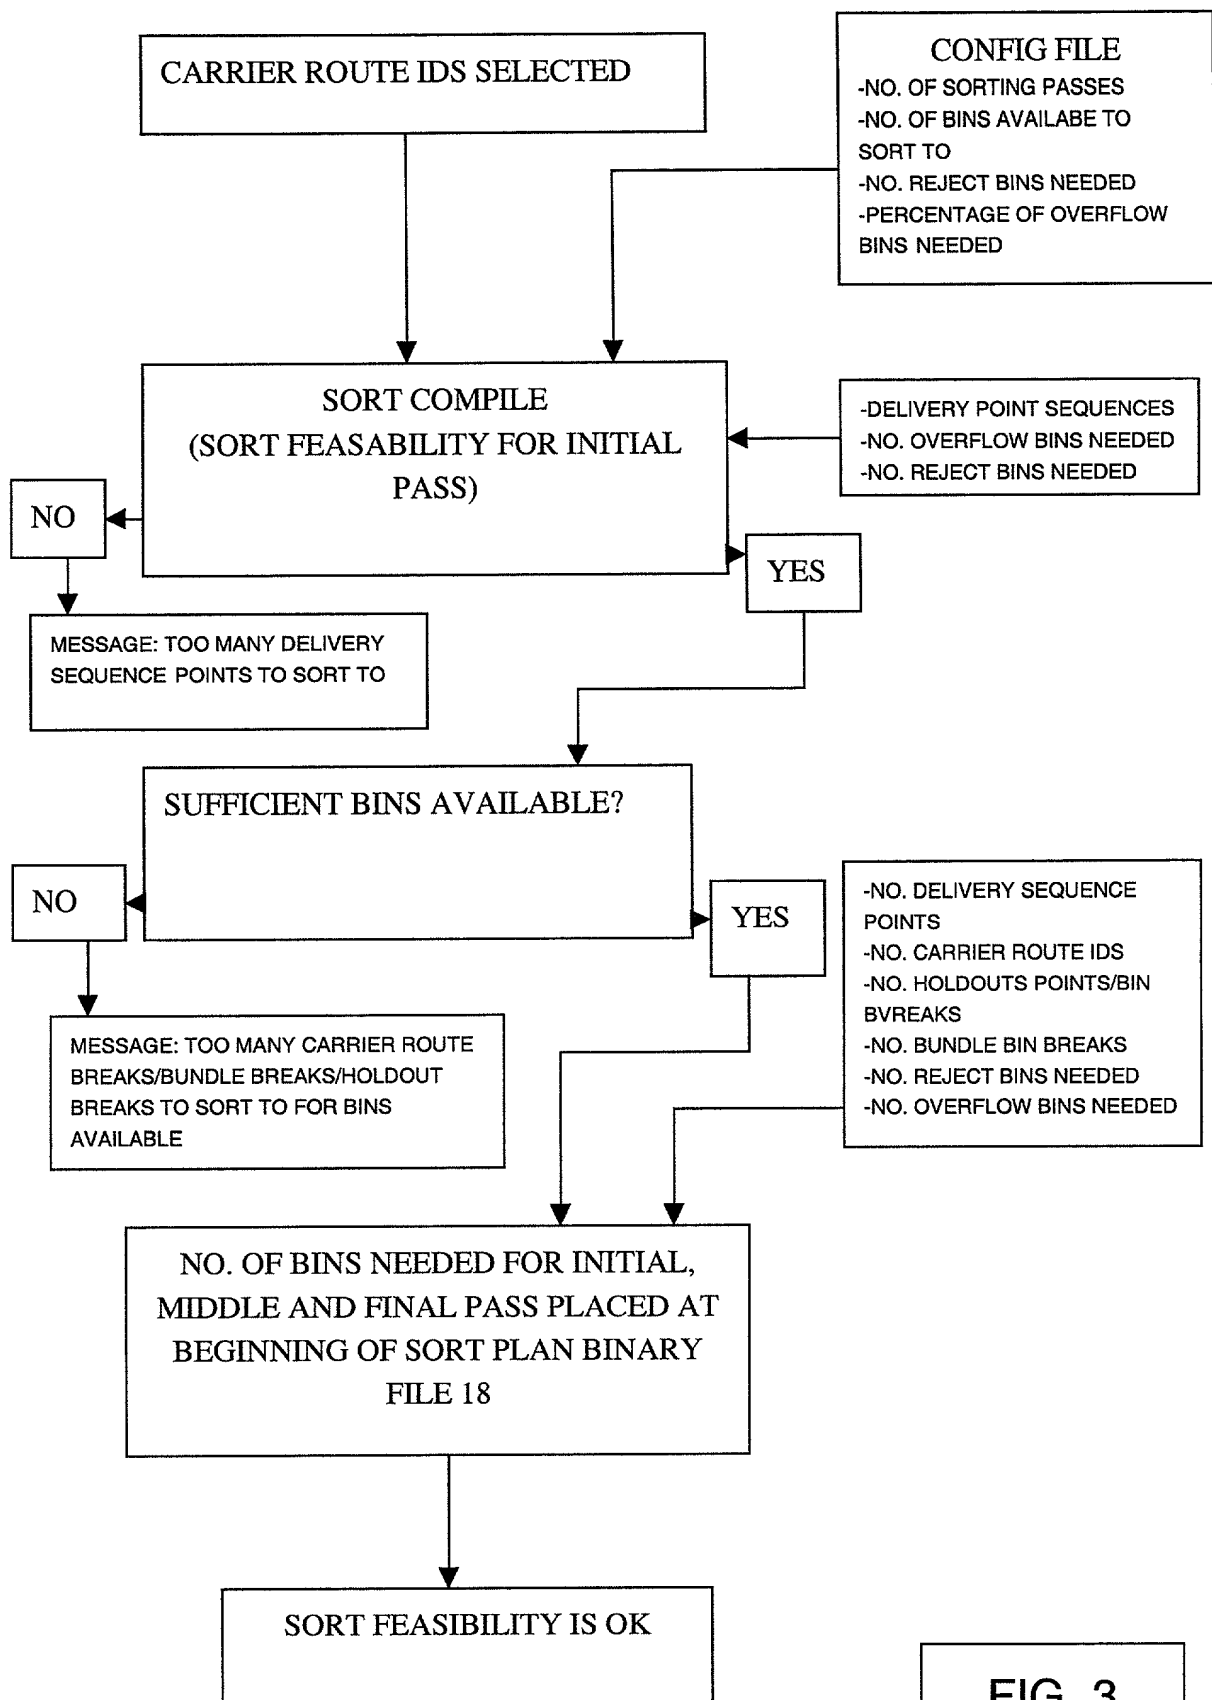 CARRIER ROUTE IDS SELECTED
CONFIG FILE
-NO. OF SORTING PASSES
-NO. OF BINS AVAILABE TO
SORT TO
-NO. REJECT BINS NEEDED
-PERCENTAGE OF OVERFLOW
BINS NEEDED
SORT COMPILE
(SORT FEASABILITY FOR INITIAL
PASS)
-DELIVERY POINT SEQUENCES
-NO. OVERFLOW BINS NEEDED
-NO. REJECT BINS NEEDED
NO
YES
MESSAGE: TOO MANY DELIVERY
SEQUENCE POINTS TO SORT TO
SUFFICIENT BINS AVAILABLE?
NO
YES
-NO. DELIVERY SEQUENCE
POINTS
-NO. CARRIER ROUTE IDS
-NO. HOLDOUTS POINTS/BIN
BVREAKS
-NO. BUNDLE BIN BREAKS
-NO. REJECT BINS NEEDED
-NO. OVERFLOW BINS NEEDED
MESSAGE: TOO MANY CARRIER ROUTE
BREAKS/BUNDLE BREAKS/HOLDOUT
BREAKS TO SORT TO FOR BINS
AVAILABLE
NO. OF BINS NEEDED FOR INITIAL,
MIDDLE AND FINAL PASS PLACED AT
BEGINNING OF SORT PLAN BINARY
FILE 18
SORT FEASIBILITY IS OK
FIG. 3